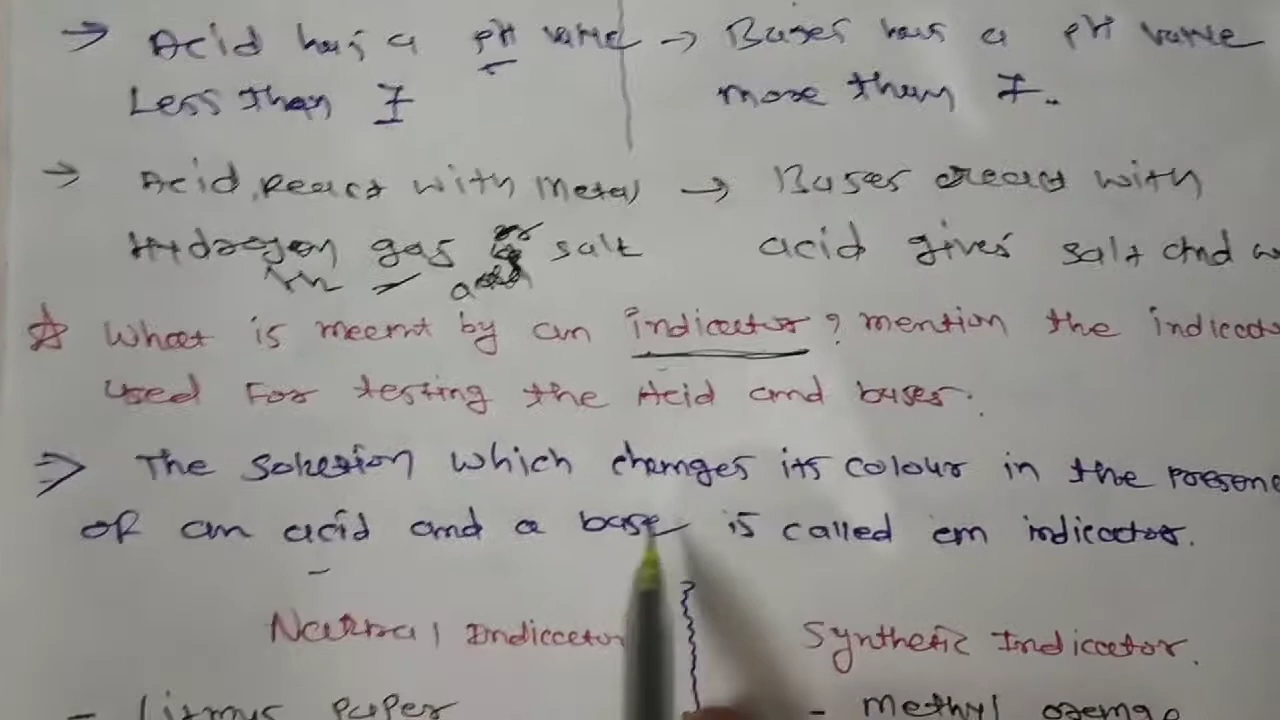 → Acid has a pH value
Less than 7
→ Bases has a pH value
more than 7.
→ Acid React with metal
Hydrogen gas or salt
→ Bases react with
acid gives salt and w
☆ What is meant by an indicator? mention the indicato
used For testing the Acid and bases.
⇒ The solution which changes its colour in the presen
of an acid and a base is called an indicator.
Natural Indicator
Synthetic Indicator.
- Litmus paper
- methyl orange